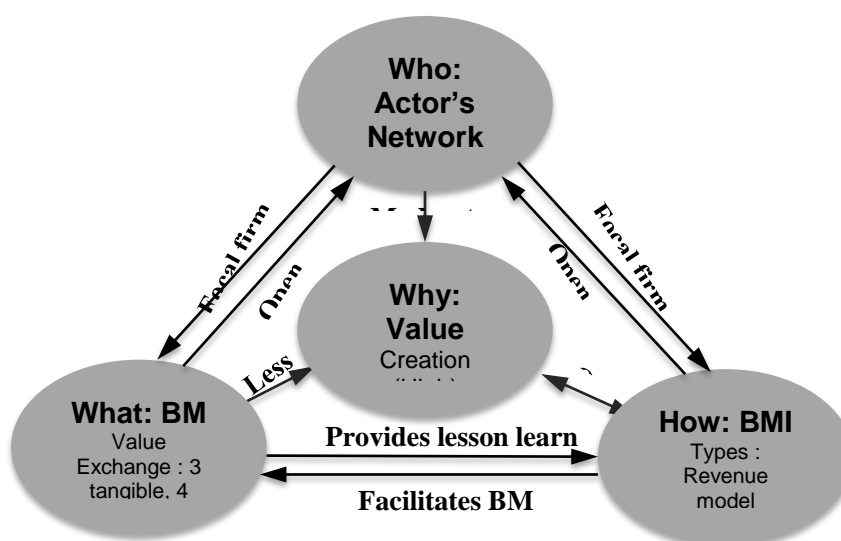 Who:
Actor’s
Network
Focal firm
Open
Focal firm
Open
Why:
Value
Creation
Less
What: BM
Value
Exchange : 3
tangible, 4
Provides lesson learn
Facilitates BM
How: BMI
Types :
Revenue
model